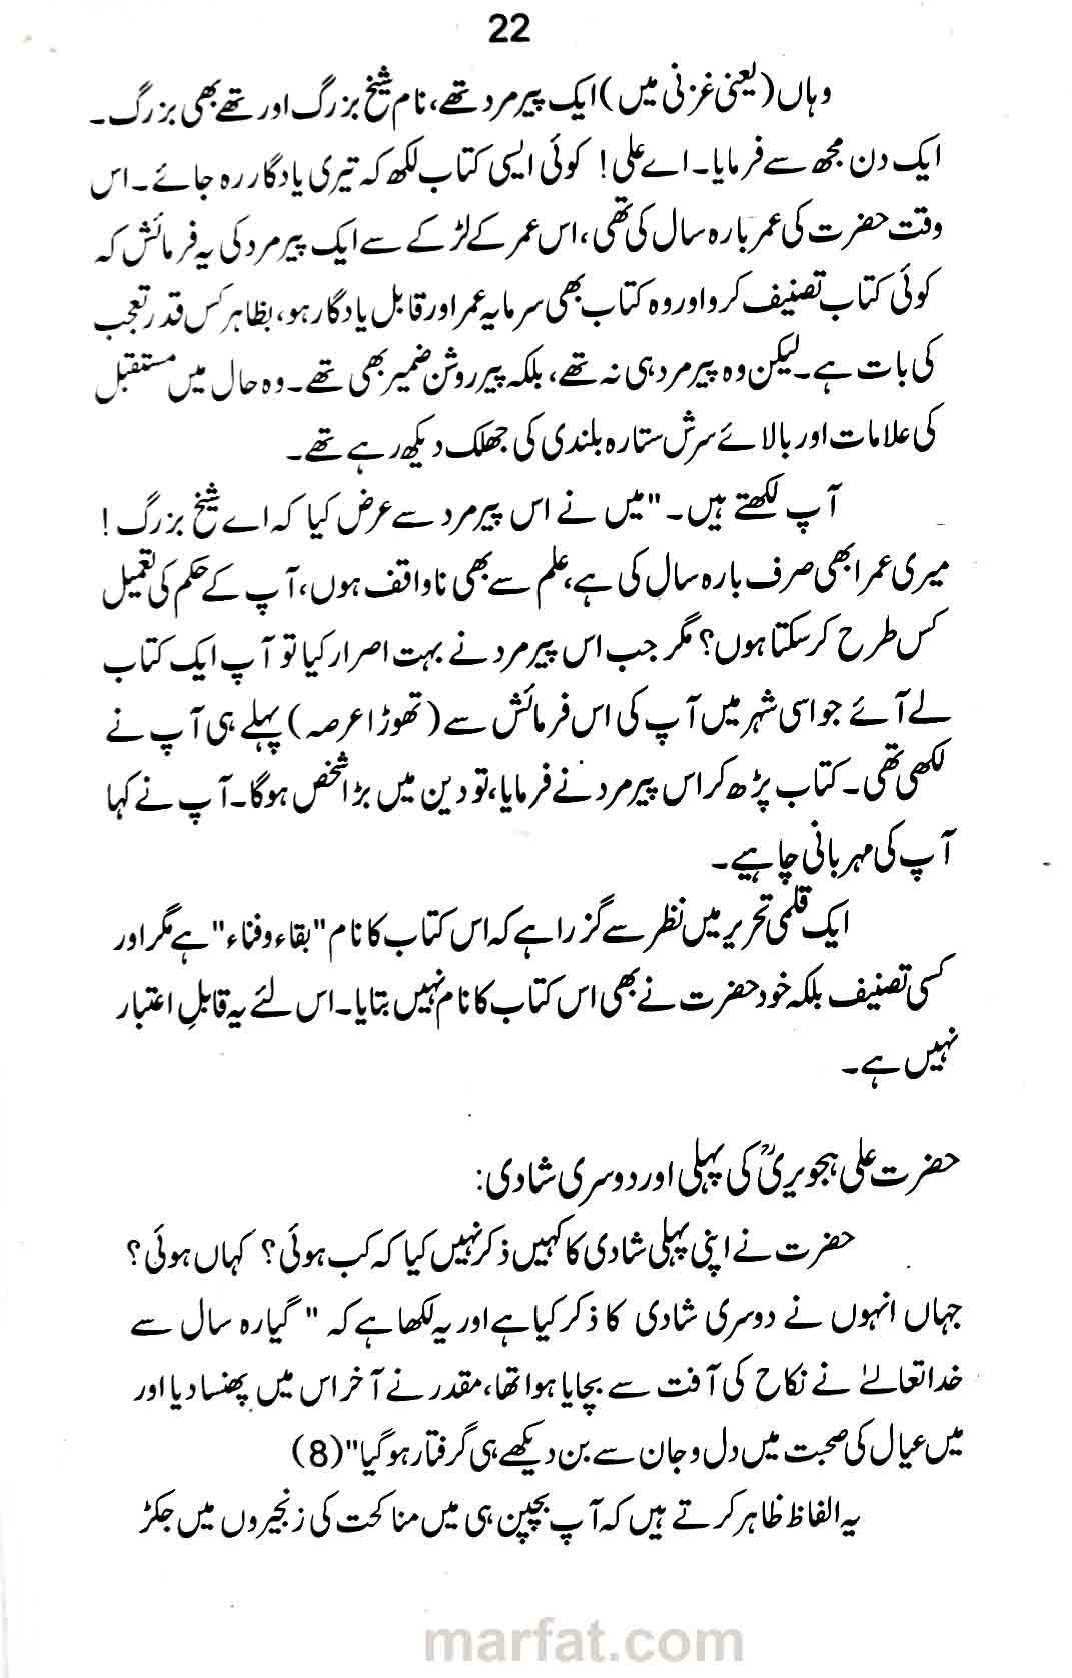 22
وہاں (یعنی غزنی میں) ایک پیر مرد تھے، نام شیخ بزرگ اور تھے بھی بزرگ۔
ایک دن مجھ سے فرمایا۔ اے علی! کوئی ایسی کتاب لکھ کہ تیری یادگار رہ جائے۔ اس
وقت حضرت کی عمر بارہ سال کی تھی، اس عمر کے لڑکے سے ایک پیر مرد کی یہ فرمائش کہ
کوئی کتاب تصنیف کرو اور وہ کتاب بھی سرمایہ عمر اور قابل یادگار ہو، بظاہر کس قدر تعجب
کی بات ہے۔ لیکن وہ پیر مرد ہی نہ تھے، بلکہ پیر روشن ضمیر بھی تھے۔ وہ حال میں مستقبل
کی علامات اور بالائے سرش ستارہ بلندی کی جھلک دیکھ رہے تھے۔
آپ لکھتے ہیں۔ "میں نے اس پیر مرد سے عرض کیا کہ اے شیخ بزرگ!
میری عمر ابھی صرف بارہ سال کی ہے، علم سے بھی ناواقف ہوں، آپ کے حکم کی تعمیل
کس طرح کر سکتا ہوں؟ مگر جب اس پیر مرد نے بہت اصرار کیا تو آپ ایک کتاب
لے آئے جو اسی شہر میں آپ کی اس فرمائش سے (تھوڑا عرصہ) پہلے ہی آپ نے
لکھی تھی۔ کتاب پڑھ کر اس پیر مرد نے فرمایا، تو دین میں بڑا شخص ہوگا۔ آپ نے کہا
آپ کی مہربانی چاہیے۔
ایک قلمی تحریر میں نظر سے گزرا ہے کہ اس کتاب کا نام "بقاء و فناء" ہے مگر اور
کسی تصنیف بلکہ خود حضرت نے بھی اس کتاب کا نام نہیں بتایا۔ اس لئے یہ قابلِ اعتبار
نہیں ہے۔
حضرت علی ہجویریؒ کی پہلی اور دوسری شادی:
حضرت نے اپنی پہلی شادی کا کہیں ذکر نہیں کیا کہ کب ہوئی؟ کہاں ہوئی؟
جہاں انہوں نے دوسری شادی کا ذکر کیا ہے اور یہ لکھا ہے کہ "گیارہ سال سے
خدا تعالےٰ نے نکاح کی آفت سے بچایا ہوا تھا، مقدر نے آخر اس میں پھنسا دیا اور
میں عیال کی صحبت میں دل و جان سے بن دیکھے ہی گرفتار ہو گیا" (8)
یہ الفاظ ظاہر کرتے ہیں کہ آپ بچپن ہی میں مناکحت کی زنجیروں میں جکڑ
marfat.com